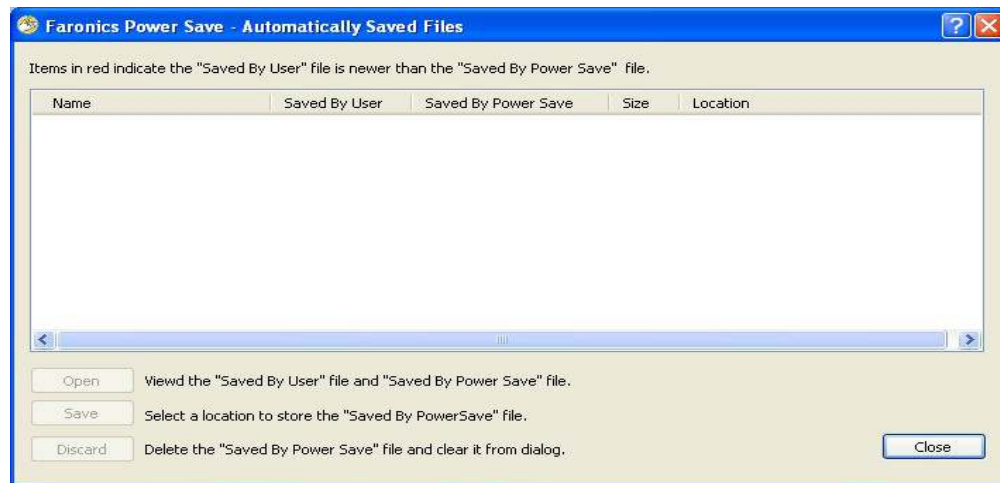 Faronics Power Save - Automatically Saved Files
Items in red indicate the "Saved By User" file is newer than the "Saved By Power Save" file.
Name Saved By User Saved By Power Save Size Location
Open Viewd the "Saved By User" file and "Saved By Power Save" file.
Save Select a location to store the "Saved By PowerSave" file.
Discard Delete the "Saved By Power Save" file and clear it from dialog.
Close